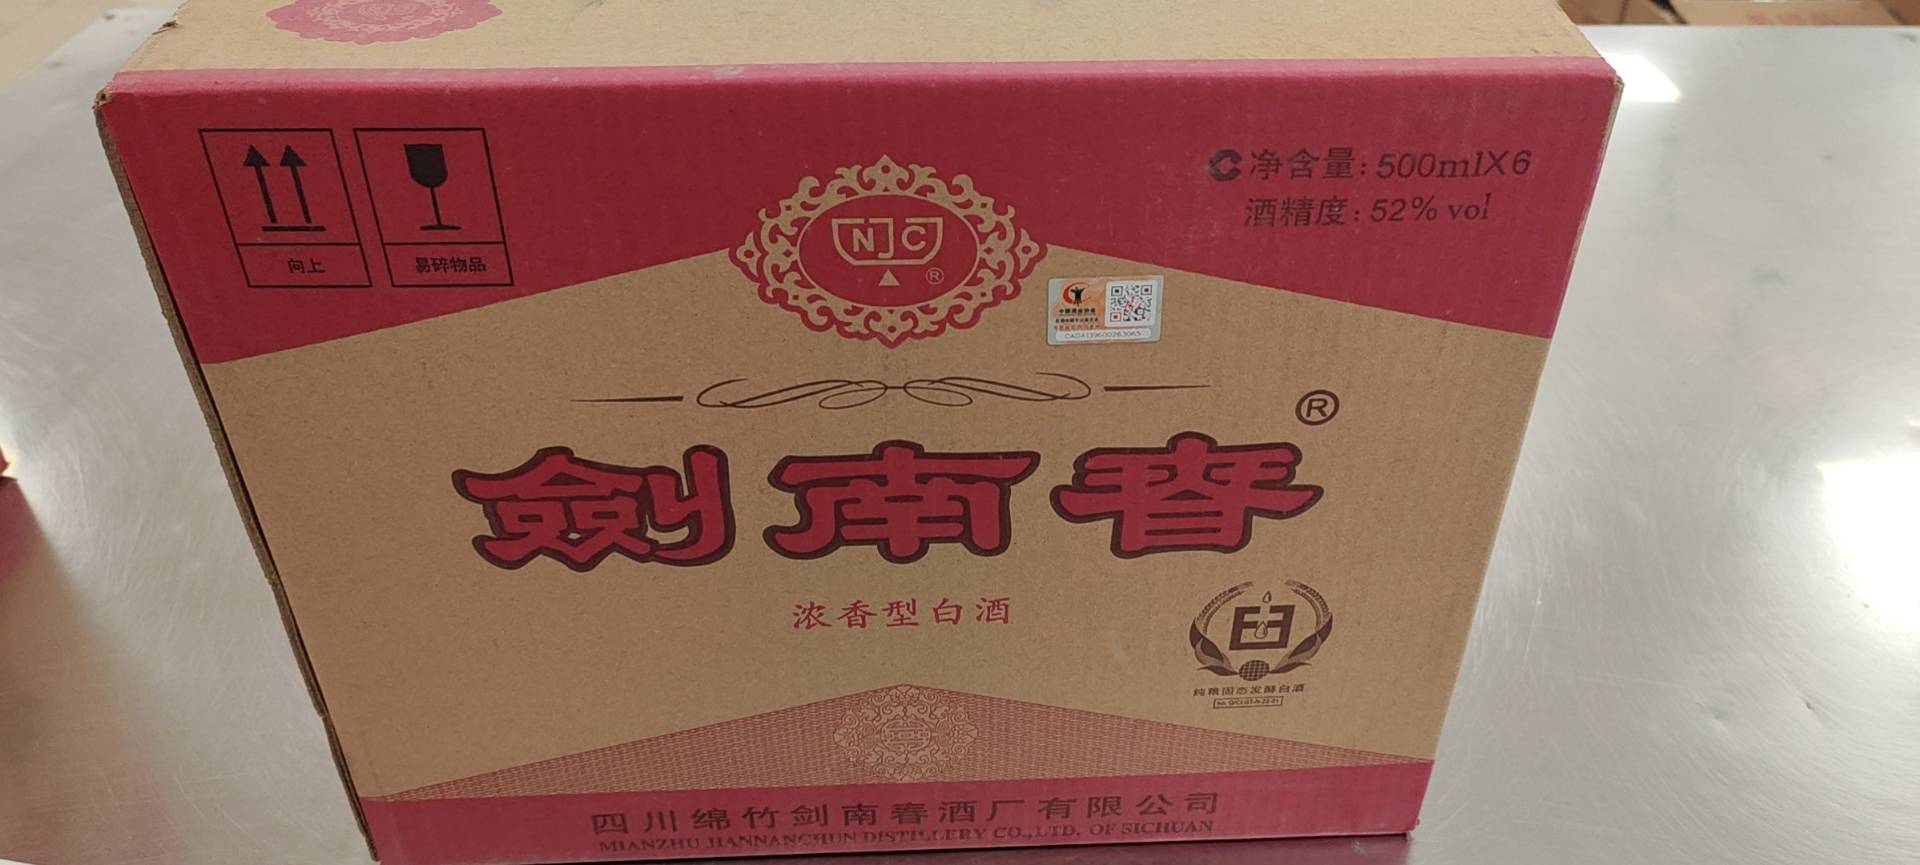 向上
易碎物品
NJC
®
净含量: 500mlX6
酒精度: 52% vol
CADA139600263065
®
劍南春
浓香型白酒
纯粮固态发酵白酒
四川绵竹剑南春酒厂有限公司
MIANZHU JIANNANCHUN DISTILLERY CO.,LTD. OF SICHUAN